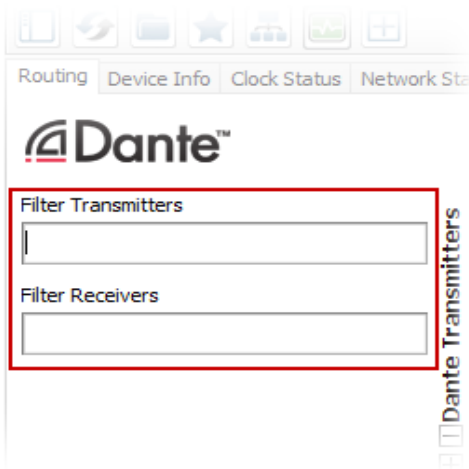 Routing Device Info Clock Status Network Sta
Dante™
Filter Transmitters
Filter Receivers
Dante Transmitters